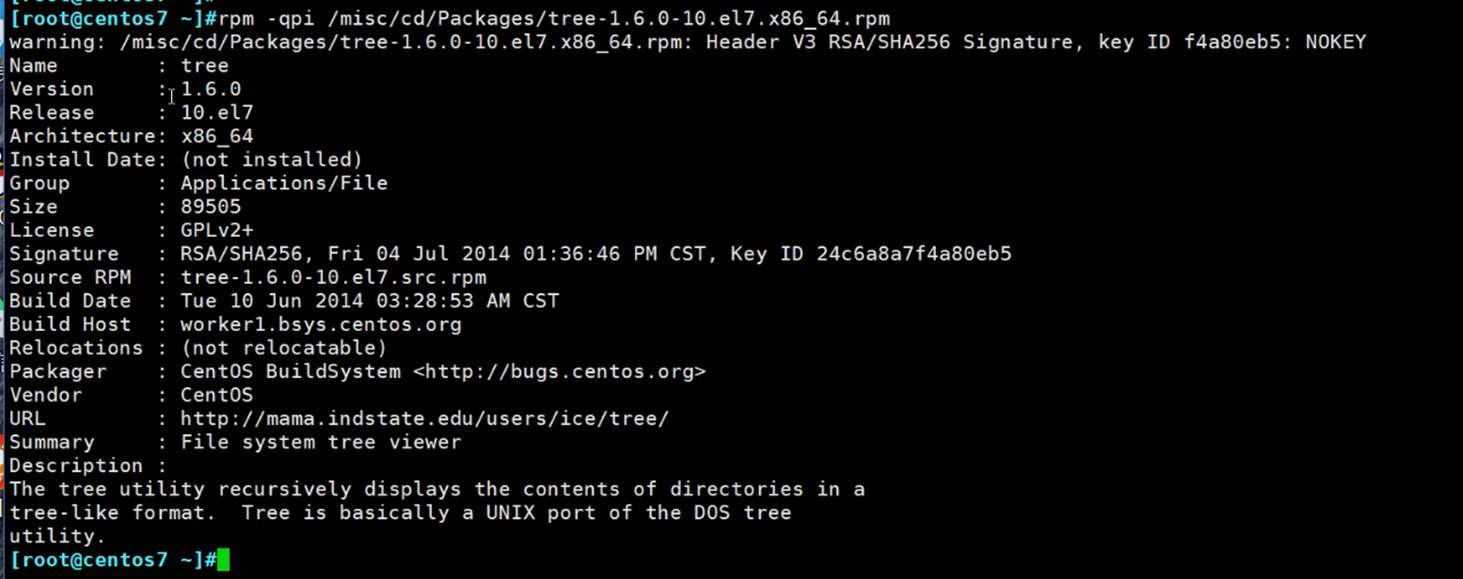 [root@centos7 ~]#rpm -qpi /misc/cd/Packages/tree-1.6.0-10.el7.x86_64.rpm
warning: /misc/cd/Packages/tree-1.6.0-10.el7.x86_64.rpm: Header V3 RSA/SHA256 Signature, key ID f4a80eb5: NOKEY
Name        : tree
Version     : 1.6.0
Release     : 10.el7
Architecture: x86_64
Install Date: (not installed)
Group       : Applications/File
Size        : 89505
License     : GPLv2+
Signature   : RSA/SHA256, Fri 04 Jul 2014 01:36:46 PM CST, Key ID 24c6a8a7f4a80eb5
Source RPM  : tree-1.6.0-10.el7.src.rpm
Build Date  : Tue 10 Jun 2014 03:28:53 AM CST
Build Host  : worker1.bsys.centos.org
Relocations : (not relocatable)
Packager    : CentOS BuildSystem <http://bugs.centos.org>
Vendor      : CentOS
URL         : http://mama.indstate.edu/users/ice/tree/
Summary     : File system tree viewer
Description :
The tree utility recursively displays the contents of directories in a
tree-like format.  Tree is basically a UNIX port of the DOS tree
utility.
[root@centos7 ~]#